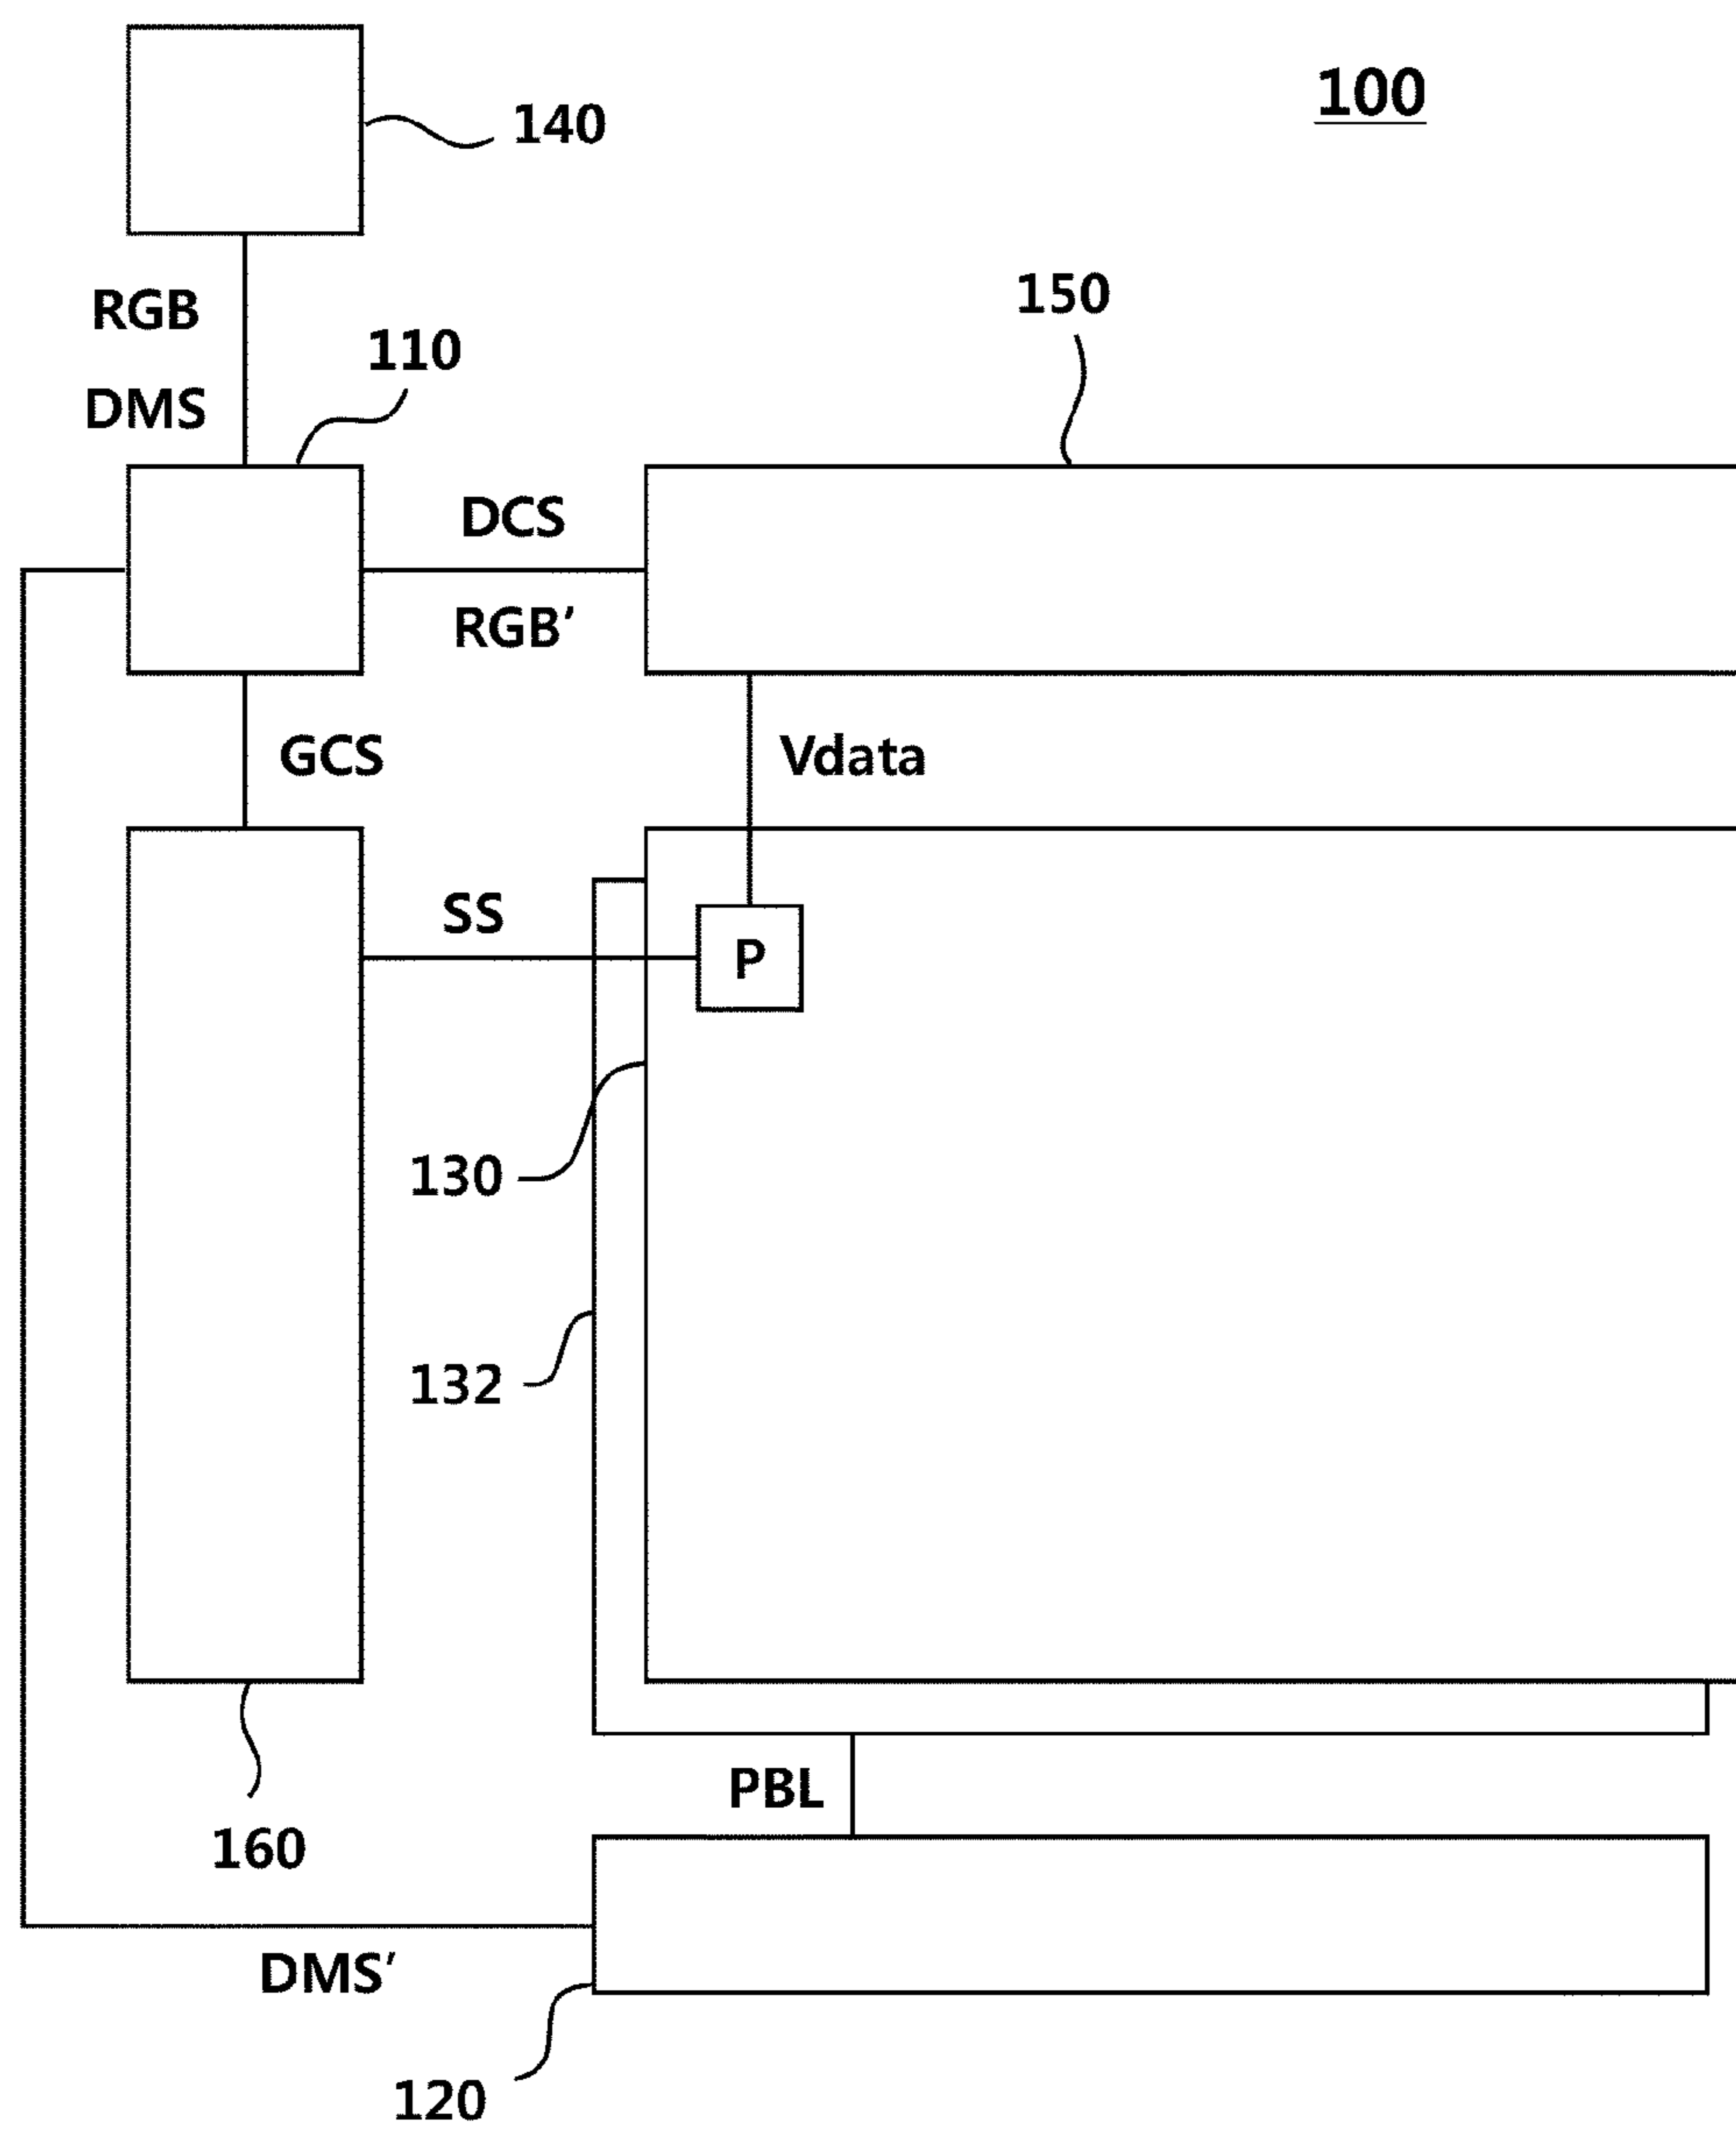 100
140
RGB
150
110
DMS
DCS
RGB’
GCS
Vdata
SS
P
130
132
PBL
160
DMS’
120